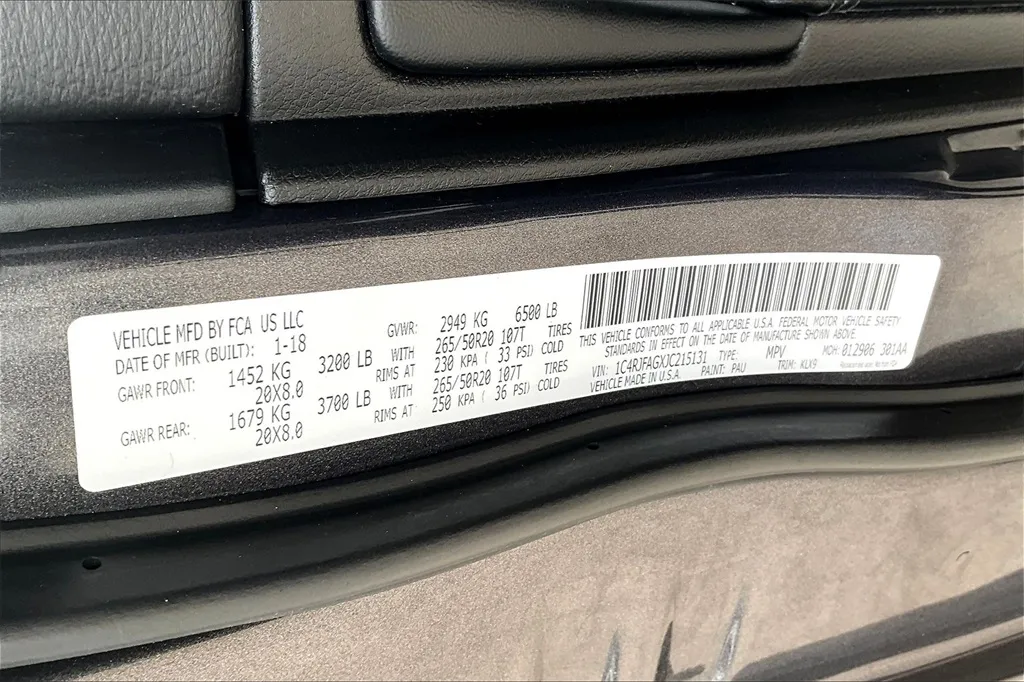 VEHICLE MFD BY FCA US LLC
DATE OF MFR (BUILT): 1-18
GVWR: 2949 KG 6500 LB
GAWR FRONT: 1452 KG 3200 LB WITH 265/50R20 107T TIRES
20X8.0 RIMS AT 230 KPA ( 33 PSI) COLD
GAWR REAR: 1679 KG 3700 LB WITH 265/50R20 107T TIRES
20X8.0 RIMS AT 250 KPA ( 36 PSI) COLD
THIS VEHICLE CONFORMS TO ALL APPLICABLE U.S.A. FEDERAL MOTOR VEHICLE SAFETY
STANDARDS IN EFFECT ON THE DATE OF MANUFACTURE SHOWN ABOVE.
VIN: 1C4RJFAGXJC215131 TYPE: MPV MDH: 012906 301AA
VEHICLE MADE IN U.S.A. PAINT: PAU TRIM: KLX9